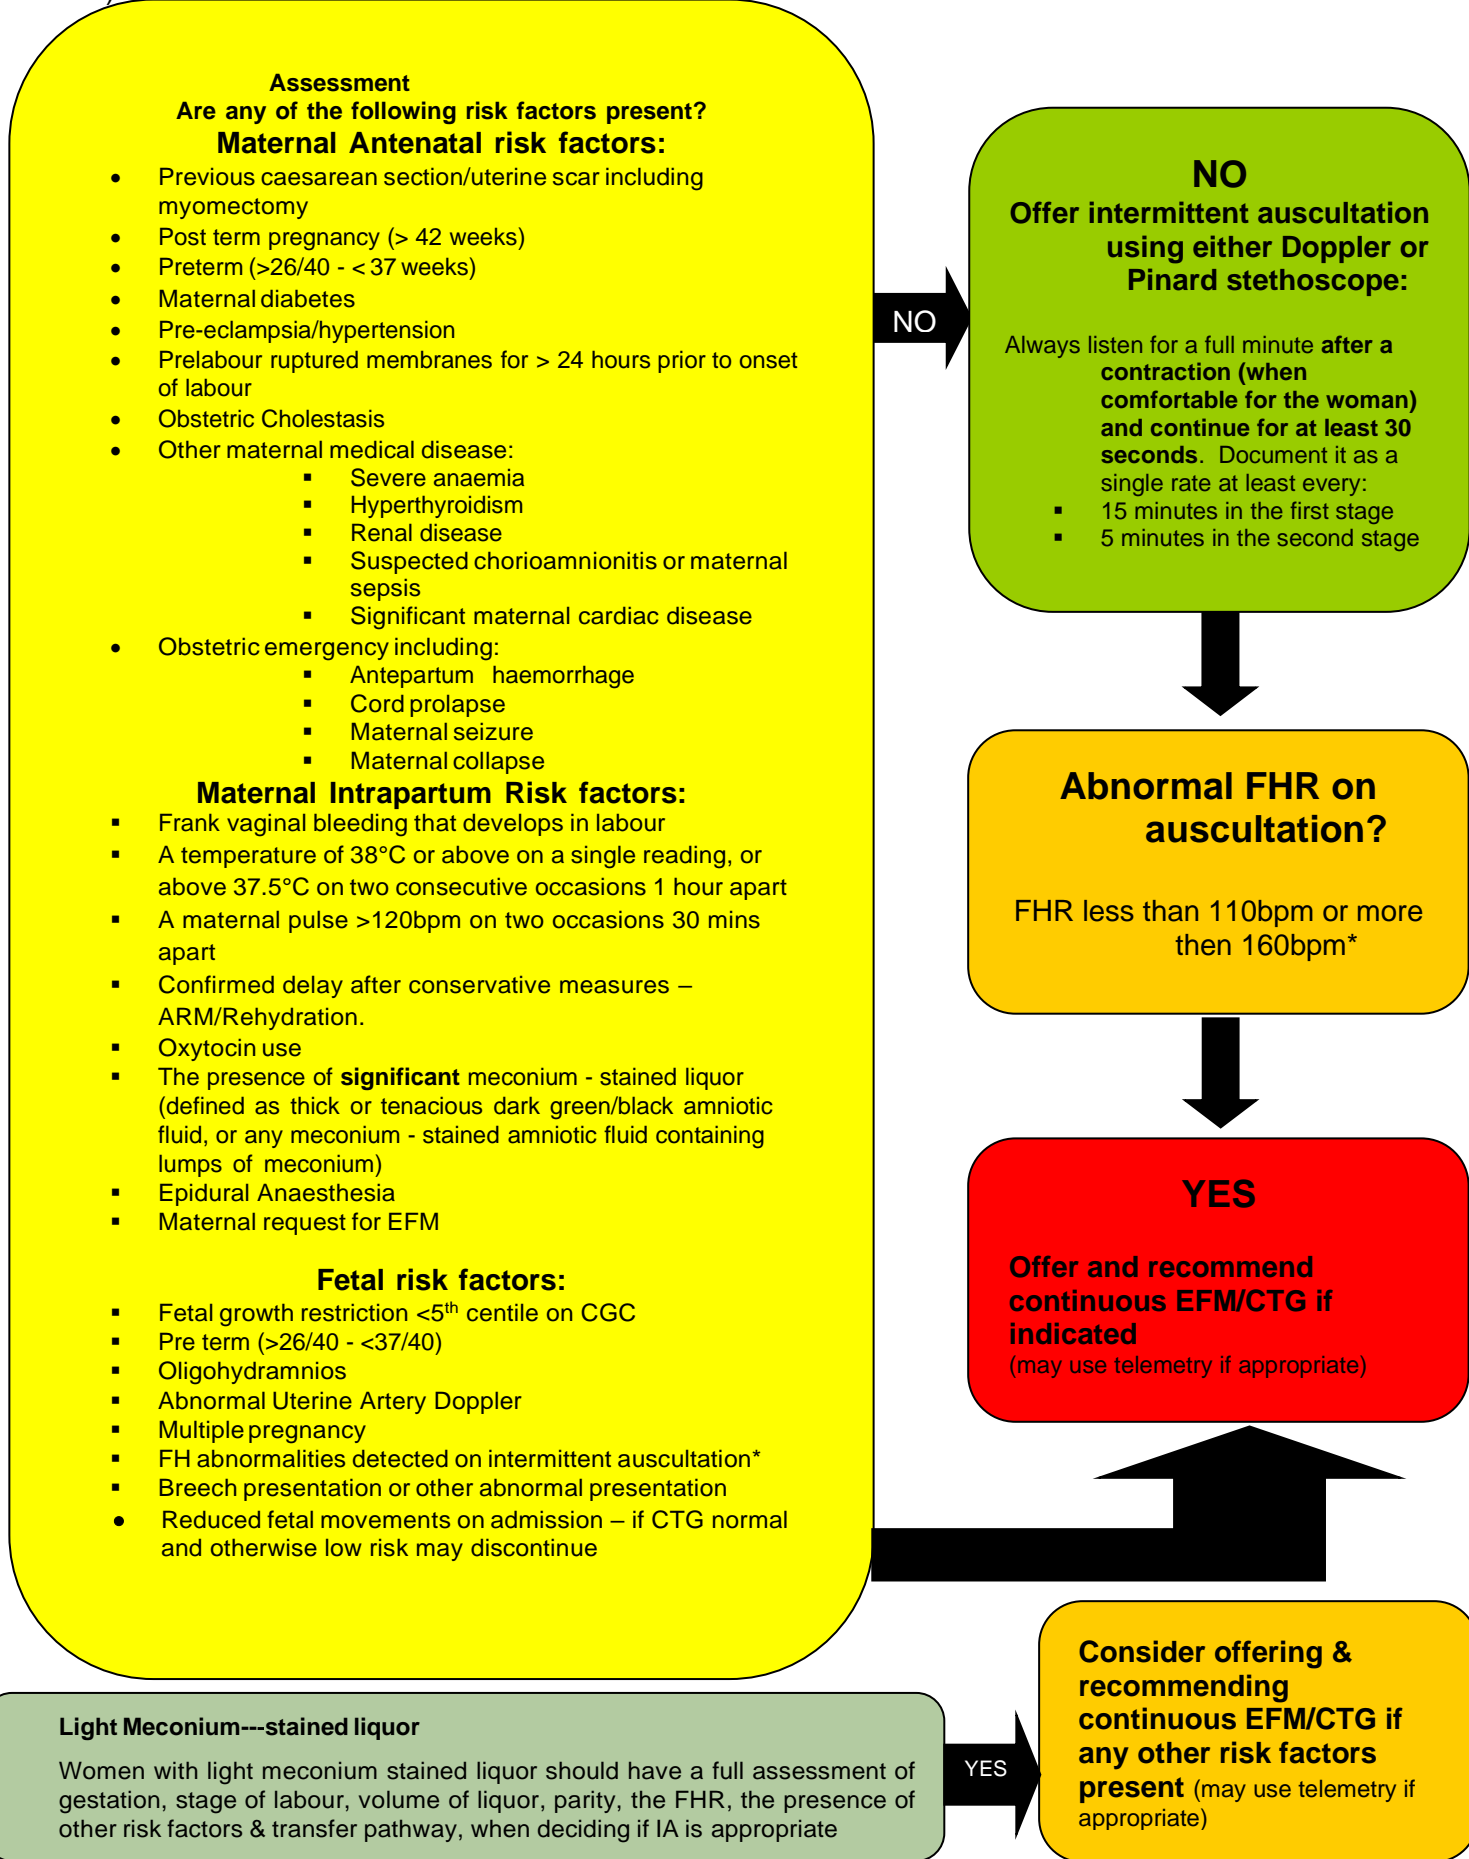 Assessment
Are any of the following risk factors present?
Maternal Antenatal risk factors:
• Previous caesarean section/uterine scar including
myomectomy
• Post term pregnancy (> 42 weeks)
• Preterm (>26/40 - < 37 weeks)
• Maternal diabetes
• Pre-eclampsia/hypertension
• Prelabour ruptured membranes for > 24 hours prior to onset
of labour
• Obstetric Cholestasis
• Other maternal medical disease:
▪ Severe anaemia
▪ Hyperthyroidism
▪ Renal disease
▪ Suspected chorioamnionitis or maternal
sepsis
▪ Significant maternal cardiac disease
• Obstetric emergency including:
▪ Antepartum haemorrhage
▪ Cord prolapse
▪ Maternal seizure
▪ Maternal collapse
Maternal Intrapartum Risk factors:
▪ Frank vaginal bleeding that develops in labour
▪ A temperature of 38°C or above on a single reading, or
above 37.5°C on two consecutive occasions 1 hour apart
▪ A maternal pulse >120bpm on two occasions 30 mins
apart
▪ Confirmed delay after conservative measures –
ARM/Rehydration.
▪ Oxytocin use
▪ The presence of significant meconium - stained liquor
(defined as thick or tenacious dark green/black amniotic
fluid, or any meconium - stained amniotic fluid containing
lumps of meconium)
▪ Epidural Anaesthesia
▪ Maternal request for EFM
Fetal risk factors:
▪ Fetal growth restriction <5th centile on CGC
▪ Pre term (>26/40 - <37/40)
▪ Oligohydramnios
▪ Abnormal Uterine Artery Doppler
▪ Multiple pregnancy
▪ FH abnormalities detected on intermittent auscultation*
▪ Breech presentation or other abnormal presentation
• Reduced fetal movements on admission – if CTG normal
and otherwise low risk may discontinue
NO
NO
Offer intermittent auscultation
using either Doppler or
Pinard stethoscope:
Always listen for a full minute after a
contraction (when
comfortable for the woman)
and continue for at least 30
seconds. Document it as a
single rate at least every:
▪ 15 minutes in the first stage
▪ 5 minutes in the second stage
Abnormal FHR on
auscultation?
FHR less than 110bpm or more
then 160bpm*
YES
Offer and recommend
continuous EFM/CTG if
indicated
(may use telemetry if appropriate)
Light Meconium---stained liquor
Women with light meconium stained liquor should have a full assessment of
gestation, stage of labour, volume of liquor, parity, the FHR, the presence of
other risk factors & transfer pathway, when deciding if IA is appropriate
YES
Consider offering &
recommending
continuous EFM/CTG if
any other risk factors
present (may use telemetry if
appropriate)